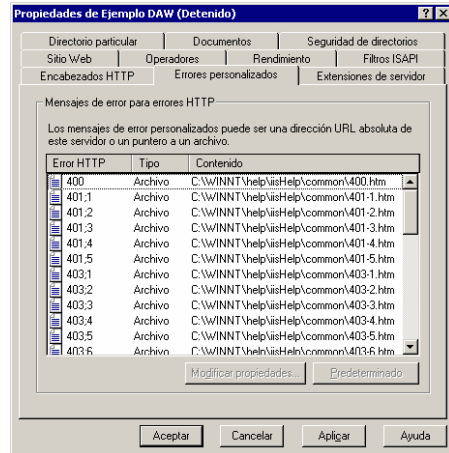 Propiedades de Ejemplo DAW (Detenido)
Directorio particular Documentos Seguridad de directorios
Sitio Web Operadores Rendimiento Filtros ISAPI
Encabezados HTTP Errores personalizados Extensiones de servidor
Mensajes de error para errores HTTP
Los mensajes de error personalizados puede ser una dirección URL absoluta de
este servidor o un puntero a un archivo.
Error HTTP Tipo Contenido
400 Archivo C:\WINNT\help\iisHelp\common\400.htm
401;1 Archivo C:\WINNT\help\iisHelp\common\401-1.htm
401;2 Archivo C:\WINNT\help\iisHelp\common\401-2.htm
401;3 Archivo C:\WINNT\help\iisHelp\common\401-3.htm
401;4 Archivo C:\WINNT\help\iisHelp\common\401-4.htm
401;5 Archivo C:\WINNT\help\iisHelp\common\401-5.htm
403;1 Archivo C:\WINNT\help\iisHelp\common\403-1.htm
403;2 Archivo C:\WINNT\help\iisHelp\common\403-2.htm
403;3 Archivo C:\WINNT\help\iisHelp\common\403-3.htm
403;4 Archivo C:\WINNT\help\iisHelp\common\403-4.htm
403;5 Archivo C:\WINNT\help\iisHelp\common\403-5.htm
403;6 Archivo C:\WINNT\help\iisHelp\common\403-6.htm
Modificar propiedades... Predeterminado
Aceptar Cancelar Aplicar Ayuda